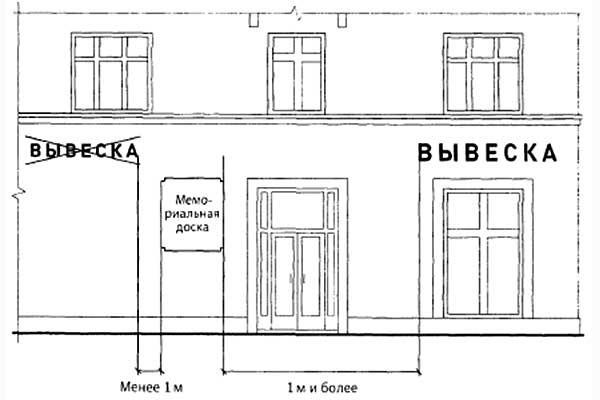 ВЫВЕСКА
ВЫВЕСКА
Мемо-
риальная
доска
Менее 1 м
1 м и более